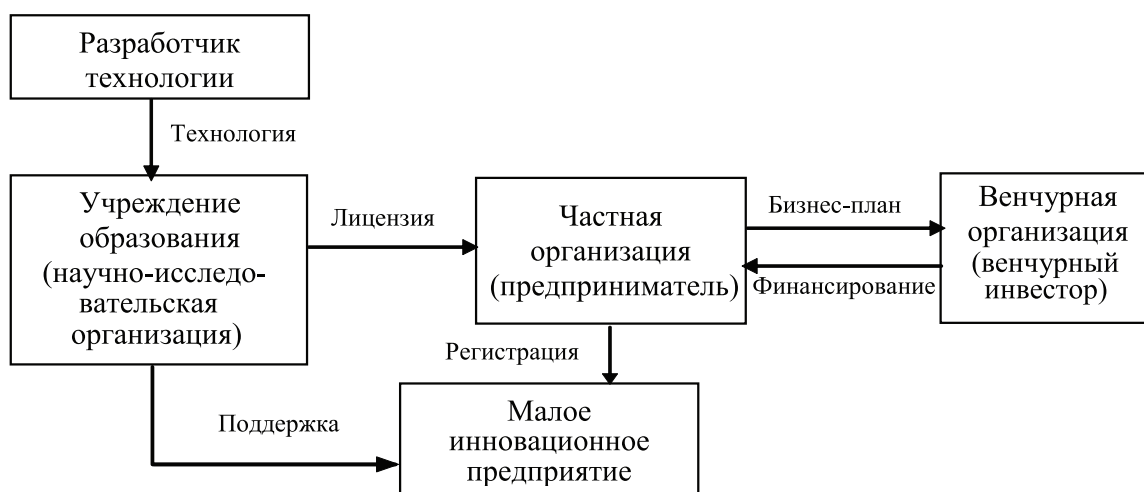 Разработчик
технологии
Технология
Учреждение
образования
(научно-исследо-
вательская
организация)
Лицензия
Частная
организация
(предприниматель)
Бизнес-план
Финансирование
Венчурная
организация
(венчурный
инвестор)
Регистрация
Поддержка
Малое
инновационное
предприятие